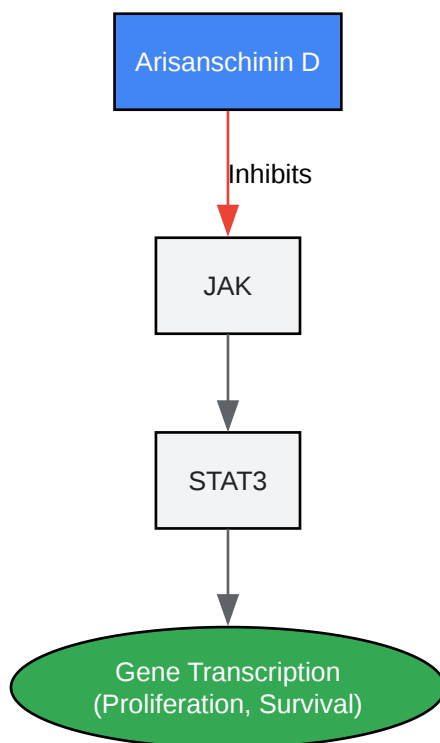 Arisanschinin D
Inhibits
JAK
STAT3
Gene Transcription
(Proliferation, Survival)